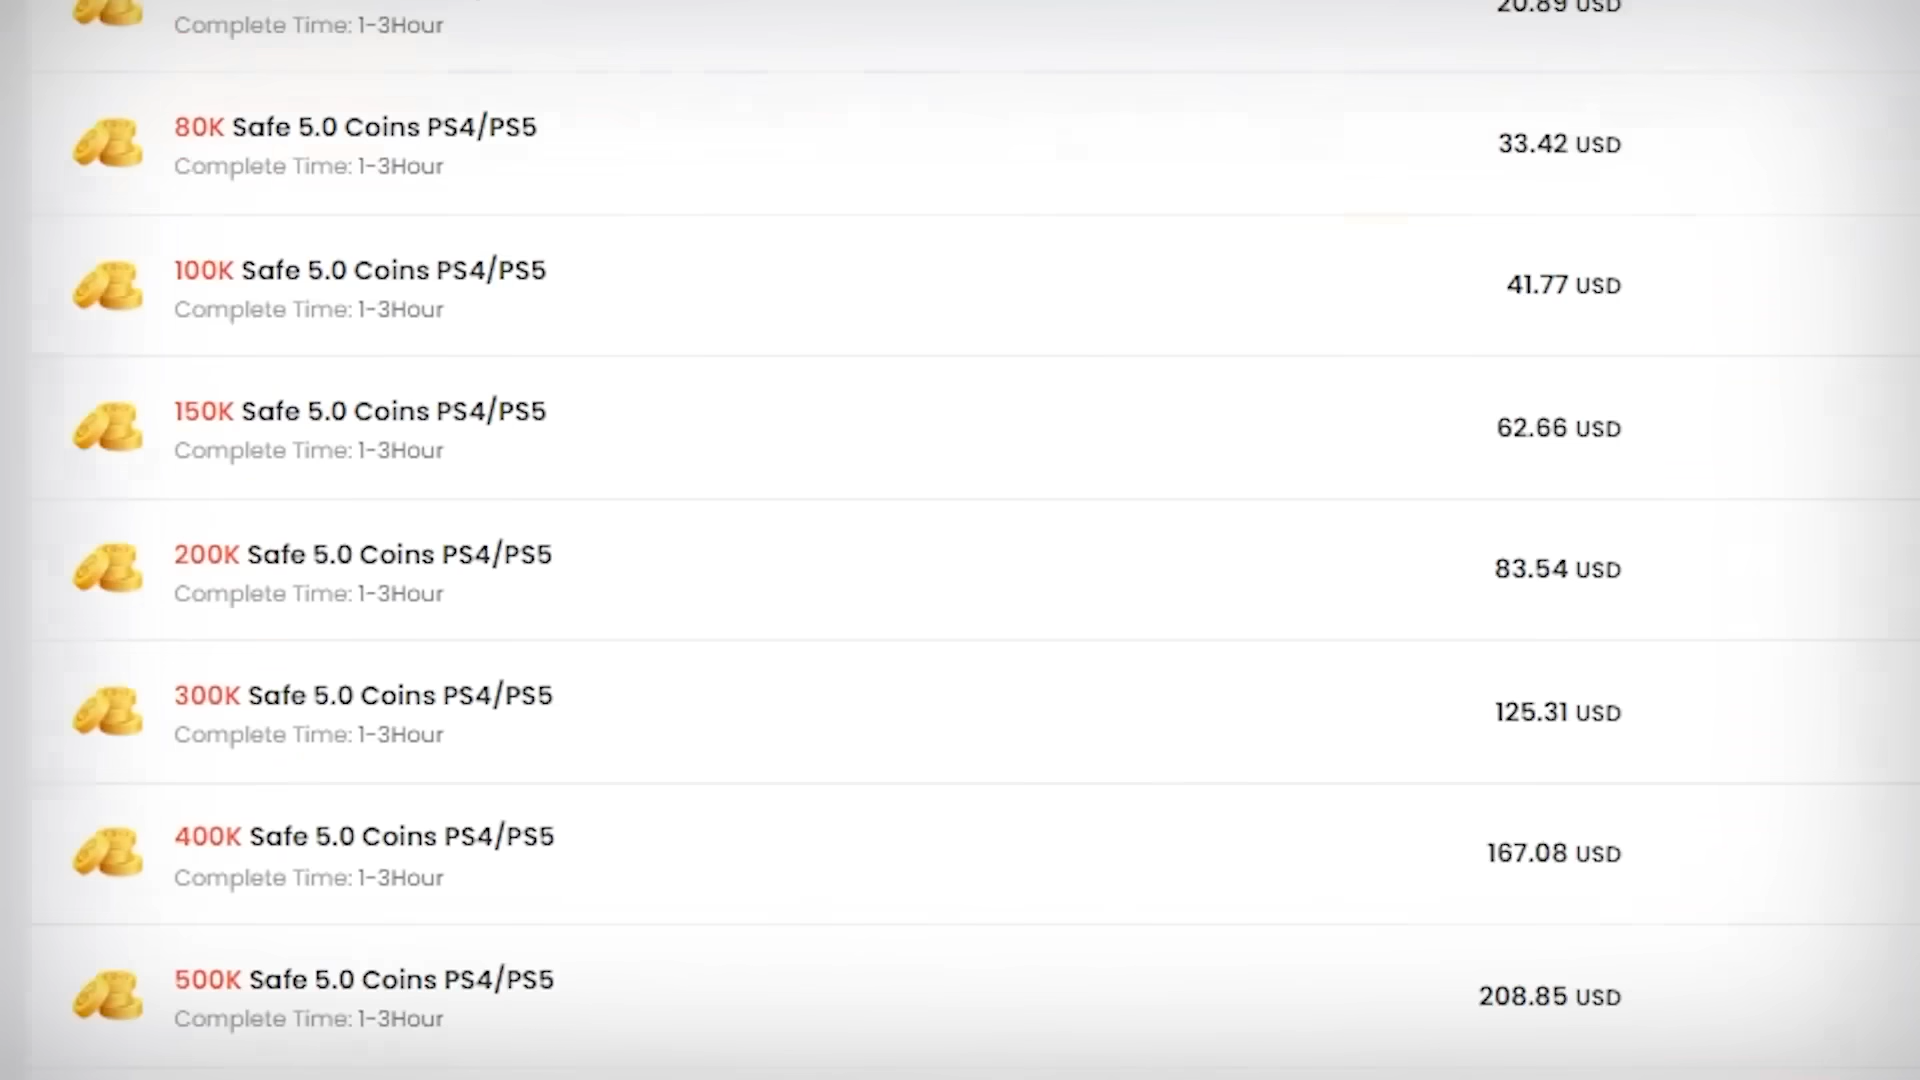 20.89 USD
Complete Time: 1-3Hour
80K Safe 5.0 Coins PS4/PS5
33.42 USD
Complete Time: 1-3Hour
100K Safe 5.0 Coins PS4/PS5
41.77 USD
Complete Time: 1-3Hour
150K Safe 5.0 Coins PS4/PS5
62.66 USD
Complete Time: 1-3Hour
200K Safe 5.0 Coins PS4/PS5
83.54 USD
Complete Time: 1-3Hour
300K Safe 5.0 Coins PS4/PS5
125.31 USD
Complete Time: 1-3Hour
400K Safe 5.0 Coins PS4/PS5
167.08 USD
Complete Time: 1-3Hour
500K Safe 5.0 Coins PS4/PS5
208.85 USD
Complete Time: 1-3Hour